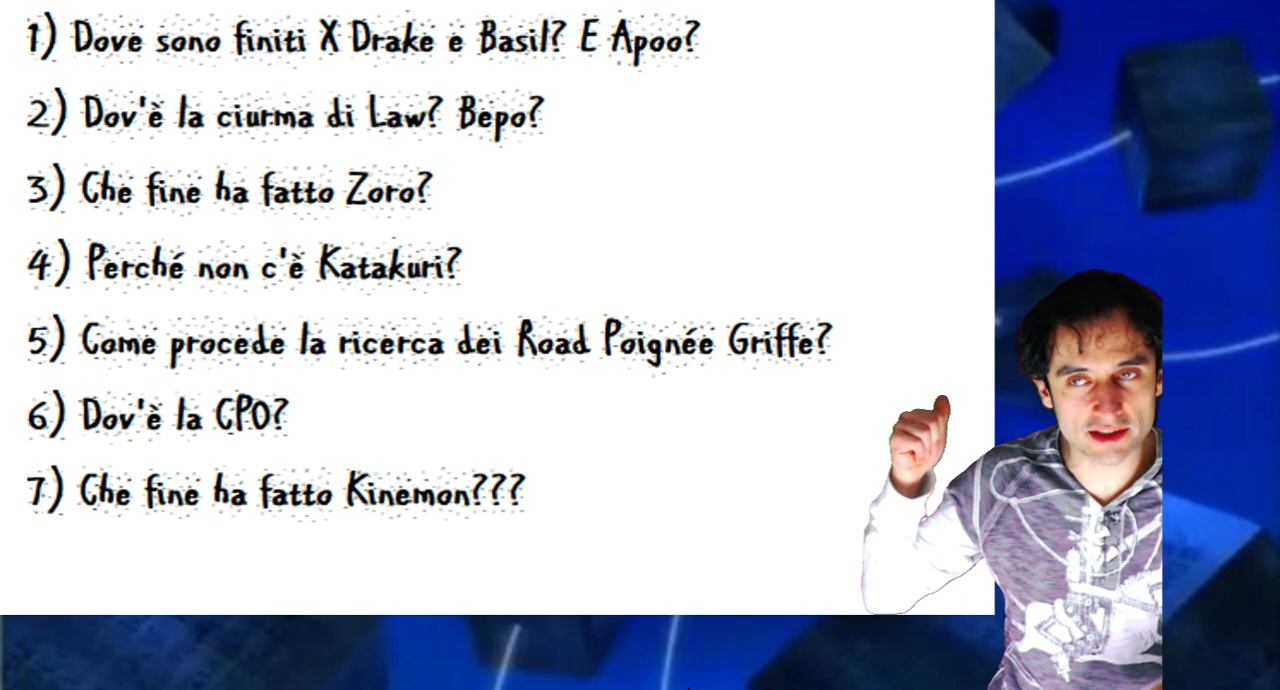 1) Dove sono finiti X Drake e Basil? E Apoo?
2) Dov'è la ciurma di Law? Bepo?
3) Che fine ha fatto Zoro?
4) Perché non c'è Katakuri?
5) Come procede la ricerca dei Road Poignée Griffe?
6) Dov'è la CP0?
7) Che fine ha fatto Kinemon???